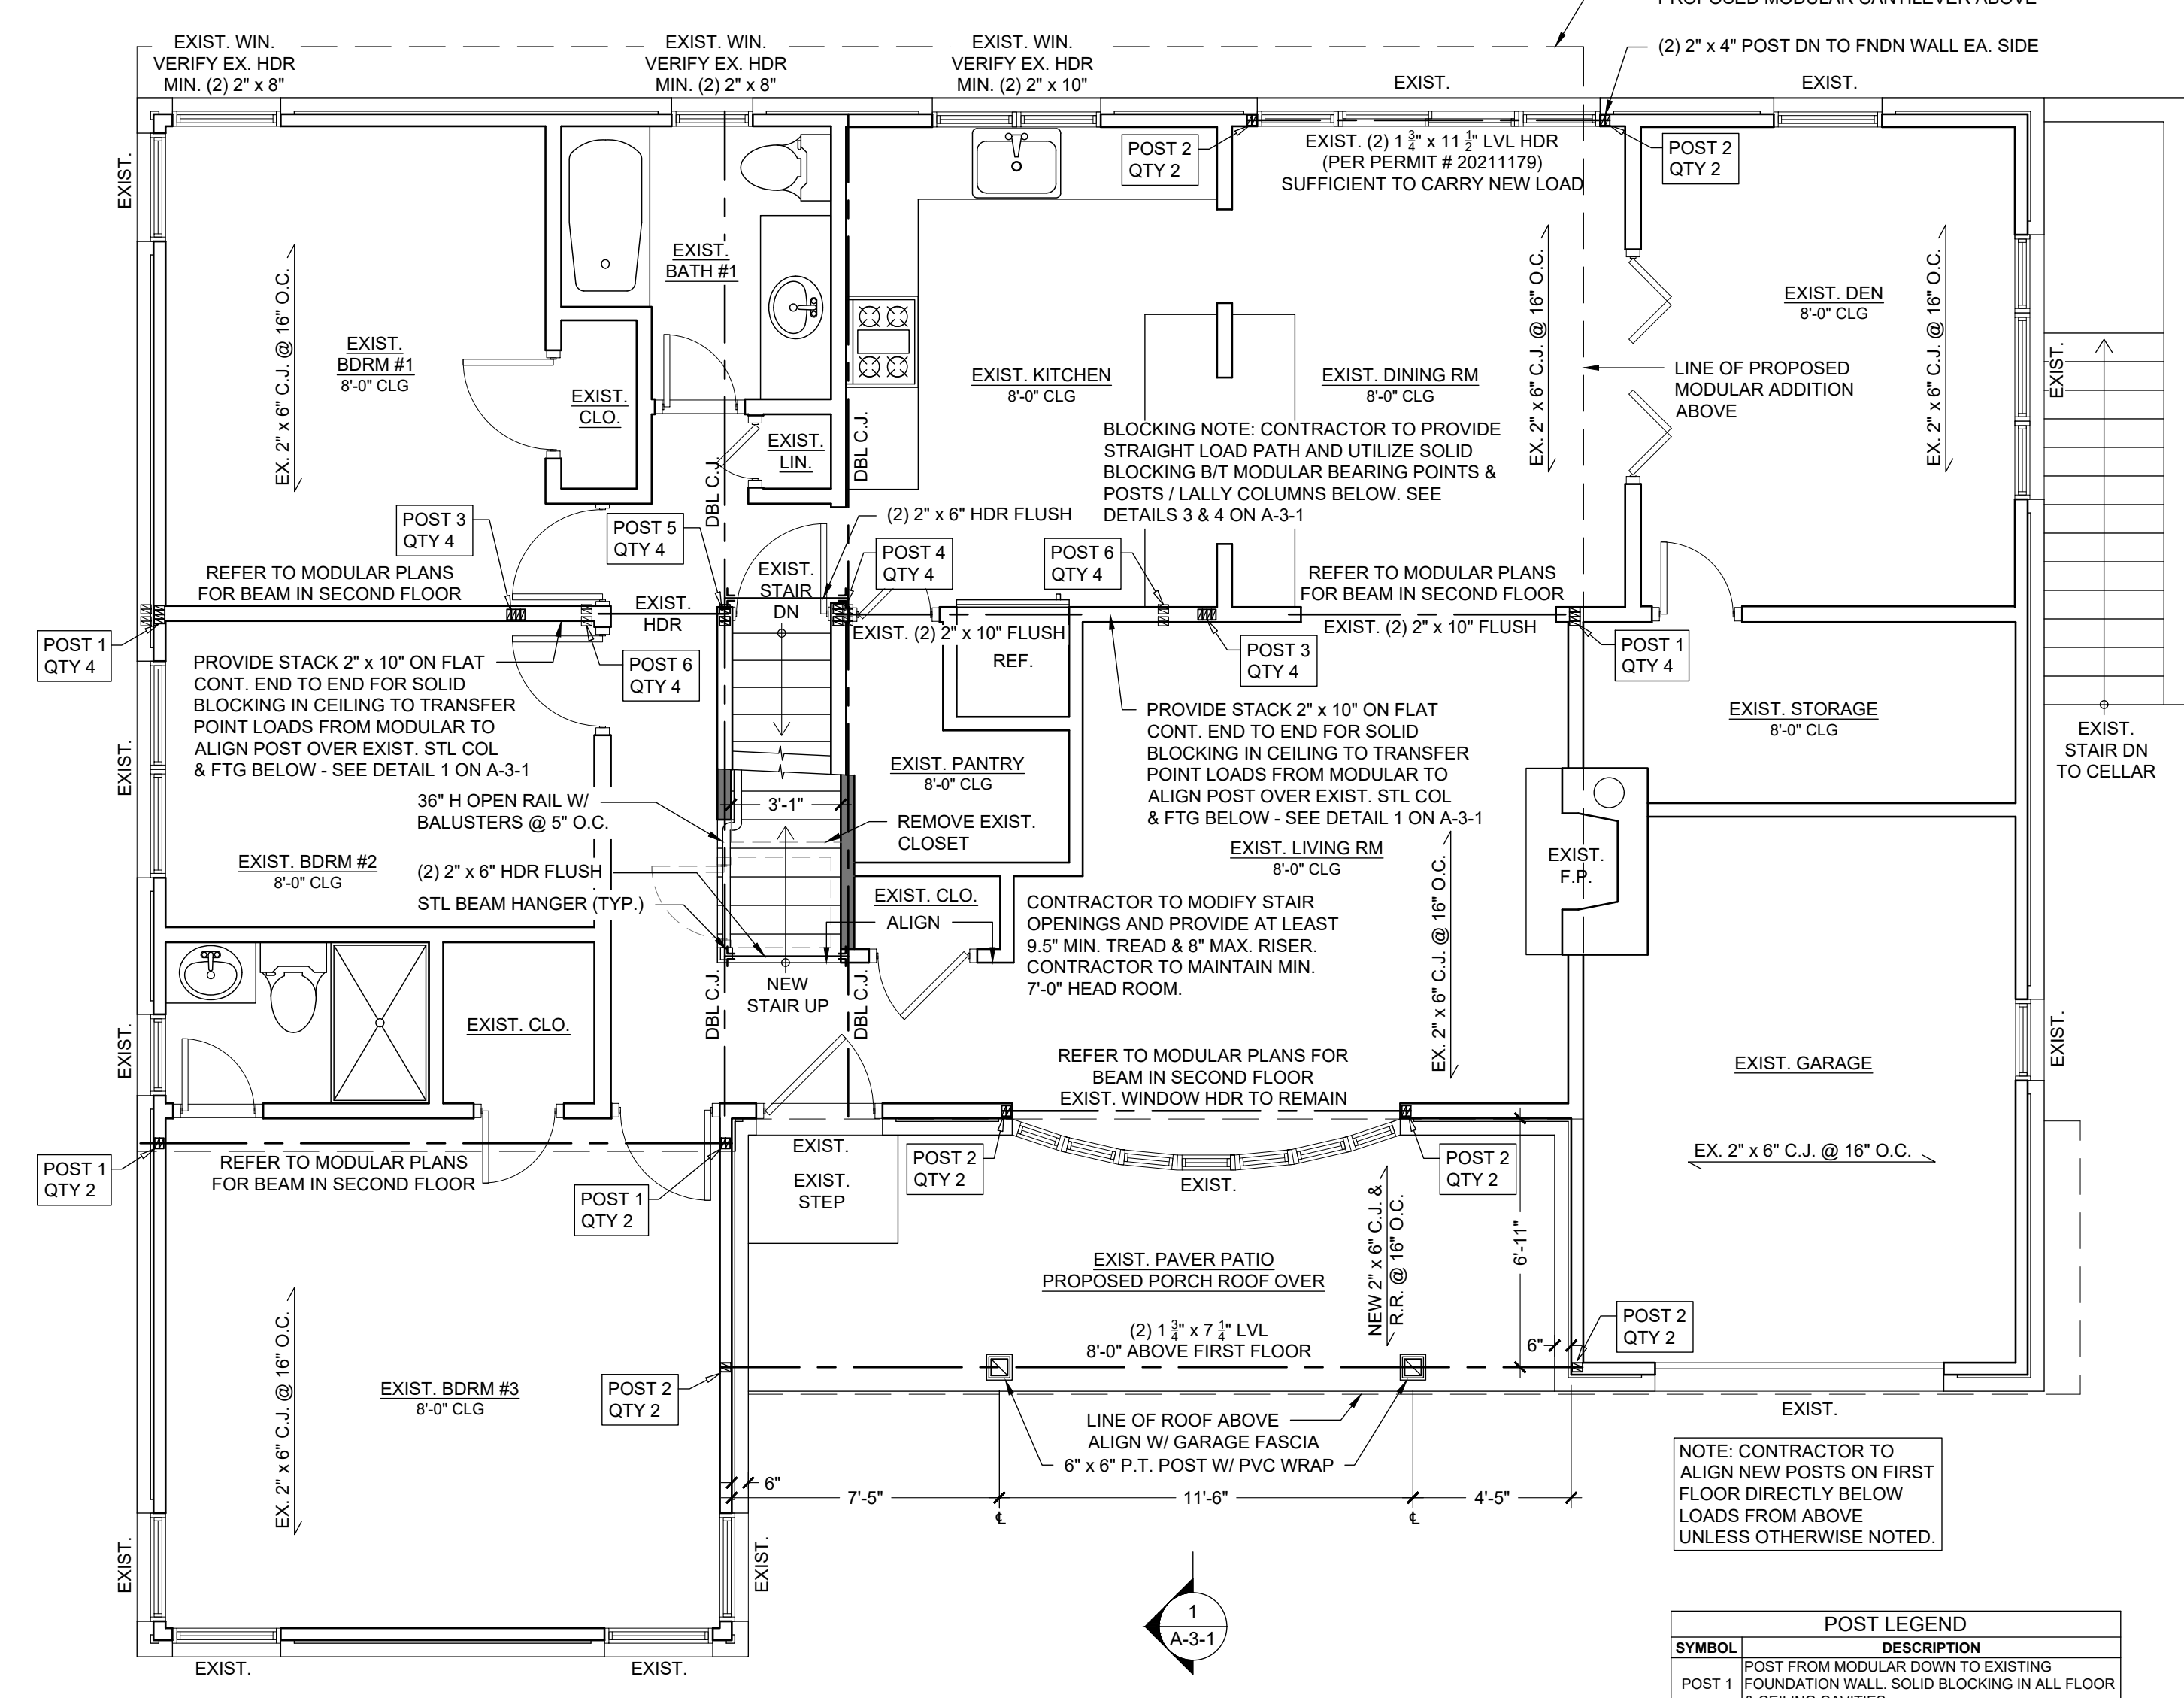 PROPOSED MODULAR CANTILEVER ABOVE
EXIST. WIN.
VERIFY EX. HDR
MIN. (2) 2" x 8"
EXIST. WIN.
VERIFY EX. HDR
MIN. (2) 2" x 8"
EXIST. WIN.
VERIFY EX. HDR
MIN. (2) 2" x 10"
EXIST.
(2) 2" x 4" POST DN TO FNDN WALL EA. SIDE
EXIST.
EXIST.
POST 2
QTY 2
EXIST. (2) 1 3/4" x 11 1/2" LVL HDR
(PER PERMIT # 20211179)
SUFFICIENT TO CARRY NEW LOAD
POST 2
QTY 2
EXIST.
BATH #1
EX. 2" x 6" C.J. @ 16" O.C.
EXIST.
BDRM #1
8'-0" CLG
EXIST.
CLO.
EXIST.
LIN.
DBL C.J.
DBL C.J.
EXIST. KITCHEN
8'-0" CLG
EXIST. DINING RM
8'-0" CLG
EX. 2" x 6" C.J. @ 16" O.C.
EXIST. DEN
8'-0" CLG
EX. 2" x 6" C.J. @ 16" O.C.
EXIST.
LINE OF PROPOSED
MODULAR ADDITION
ABOVE
BLOCKING NOTE: CONTRACTOR TO PROVIDE
STRAIGHT LOAD PATH AND UTILIZE SOLID
BLOCKING B/T MODULAR BEARING POINTS &
POSTS / LALLY COLUMNS BELOW. SEE
DETAILS 3 & 4 ON A-3-1
POST 3
QTY 4
POST 5
QTY 4
(2) 2" x 6" HDR FLUSH
POST 4
QTY 4
POST 6
QTY 4
REFER TO MODULAR PLANS
FOR BEAM IN SECOND FLOOR
EXIST.
STAIR
DN
REFER TO MODULAR PLANS
FOR BEAM IN SECOND FLOOR
EXIST.
HDR
EXIST. (2) 2" x 10" FLUSH
EXIST. (2) 2" x 10" FLUSH
POST 1
QTY 4
REF.
POST 6
QTY 4
POST 3
QTY 4
POST 1
QTY 4
PROVIDE STACK 2" x 10" ON FLAT
CONT. END TO END FOR SOLID
BLOCKING IN CEILING TO TRANSFER
POINT LOADS FROM MODULAR TO
ALIGN POST OVER EXIST. STL COL
& FTG BELOW - SEE DETAIL 1 ON A-3-1
PROVIDE STACK 2" x 10" ON FLAT
CONT. END TO END FOR SOLID
BLOCKING IN CEILING TO TRANSFER
POINT LOADS FROM MODULAR TO
ALIGN POST OVER EXIST. STL COL
& FTG BELOW - SEE DETAIL 1 ON A-3-1
EXIST. STORAGE
8'-0" CLG
EXIST.
STAIR DN
TO CELLAR
EXIST.
EXIST. PANTRY
8'-0" CLG
36" H OPEN RAIL W/
BALUSTERS @ 5" O.C.
3'-1"
REMOVE EXIST.
CLOSET
EXIST. BDRM #2
8'-0" CLG
(2) 2" x 6" HDR FLUSH
STL BEAM HANGER (TYP.)
EXIST. CLO.
ALIGN
EXIST. LIVING RM
8'-0" CLG
EX. 2" x 6" C.J. @ 16" O.C.
EXIST.
F.P.
CONTRACTOR TO MODIFY STAIR
OPENINGS AND PROVIDE AT LEAST
9.5" MIN. TREAD & 8" MAX. RISER.
CONTRACTOR TO MAINTAIN MIN.
7'-0" HEAD ROOM.
NEW
STAIR UP
DBL C.J.
DBL C.J.
EXIST.
EXIST. CLO.
EXIST. GARAGE
EXIST.
REFER TO MODULAR PLANS FOR
BEAM IN SECOND FLOOR
EXIST. WINDOW HDR TO REMAIN
POST 1
QTY 2
REFER TO MODULAR PLANS
FOR BEAM IN SECOND FLOOR
POST 1
QTY 2
EXIST.
EXIST.
STEP
POST 2
QTY 2
EXIST.
POST 2
QTY 2
EX. 2" x 6" C.J. @ 16" O.C.
NEW 2" x 6" C.J. &
R.R. @ 16" O.C.
6'-11"
EXIST. PAVER PATIO
PROPOSED PORCH ROOF OVER
(2) 1 3/4" x 7 1/4" LVL
8'-0" ABOVE FIRST FLOOR
6"
POST 2
QTY 2
EX. 2" x 6" C.J. @ 16" O.C.
EXIST. BDRM #3
8'-0" CLG
POST 2
QTY 2
LINE OF ROOF ABOVE
ALIGN W/ GARAGE FASCIA
6" x 6" P.T. POST W/ PVC WRAP
EXIST.
6"
7'-5"
11'-6"
4'-5"
℄
℄
NOTE: CONTRACTOR TO
ALIGN NEW POSTS ON FIRST
FLOOR DIRECTLY BELOW
LOADS FROM ABOVE
UNLESS OTHERWISE NOTED.
EXIST.
EXIST.
EXIST.
EXIST.
1
A-3-1
POST LEGEND
SYMBOL DESCRIPTION
POST 1 POST FROM MODULAR DOWN TO EXISTING
FOUNDATION WALL. SOLID BLOCKING IN ALL FLOOR
& CEILING CAVITIES